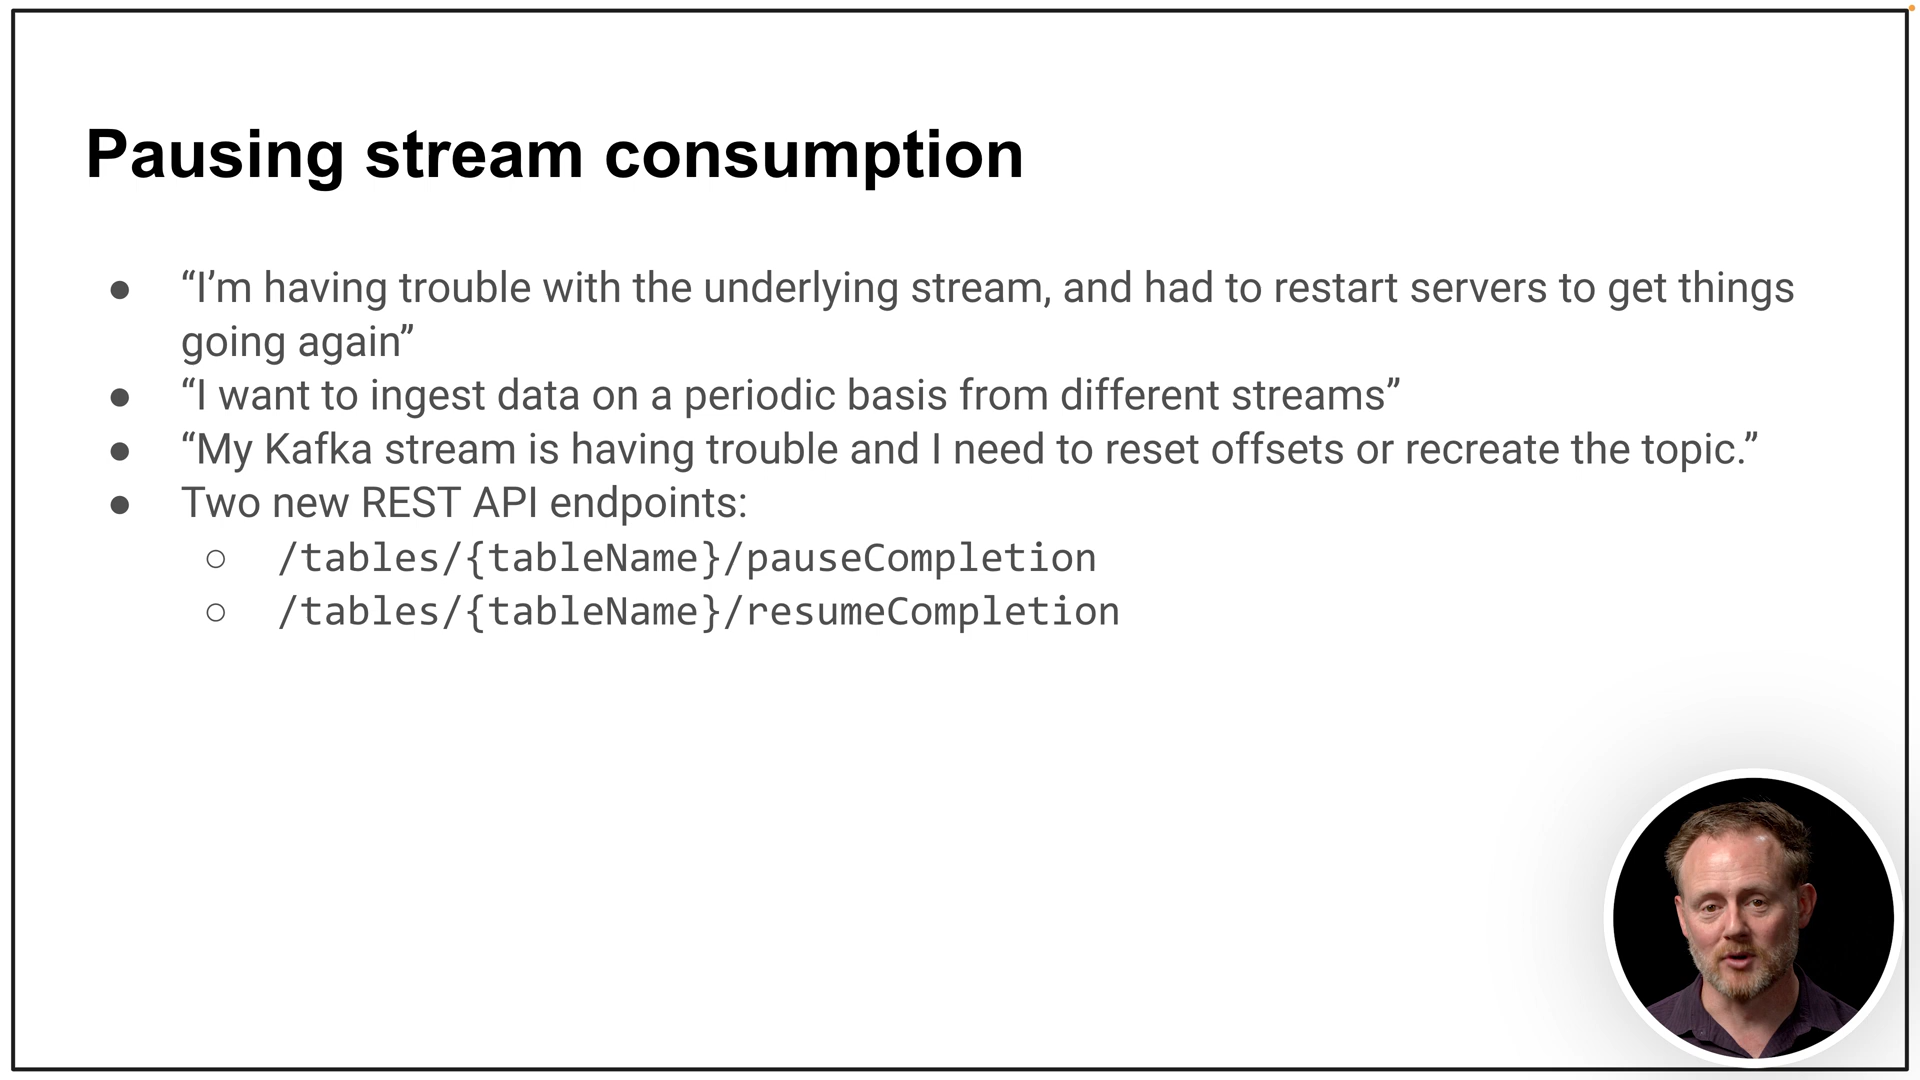 Pausing stream consumption
● “I’m having trouble with the underlying stream, and had to restart servers to get things
going again”
● “I want to ingest data on a periodic basis from different streams”
● “My Kafka stream is having trouble and I need to reset offsets or recreate the topic.”
● Two new REST API endpoints:
○ /tables/{tableName}/pauseCompletion
○ /tables/{tableName}/resumeCompletion